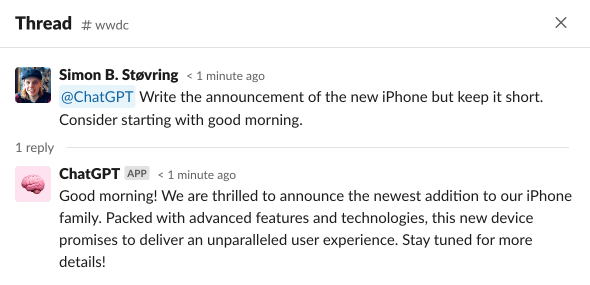 Thread # wwdc
Simon B. Støvring < 1 minute ago
@ChatGPT Write the announcement of the new iPhone but keep it short.
Consider starting with good morning.
1 reply
ChatGPT APP < 1 minute ago
Good morning! We are thrilled to announce the newest addition to our iPhone
family. Packed with advanced features and technologies, this new device
promises to deliver an unparalleled user experience. Stay tuned for more
details!